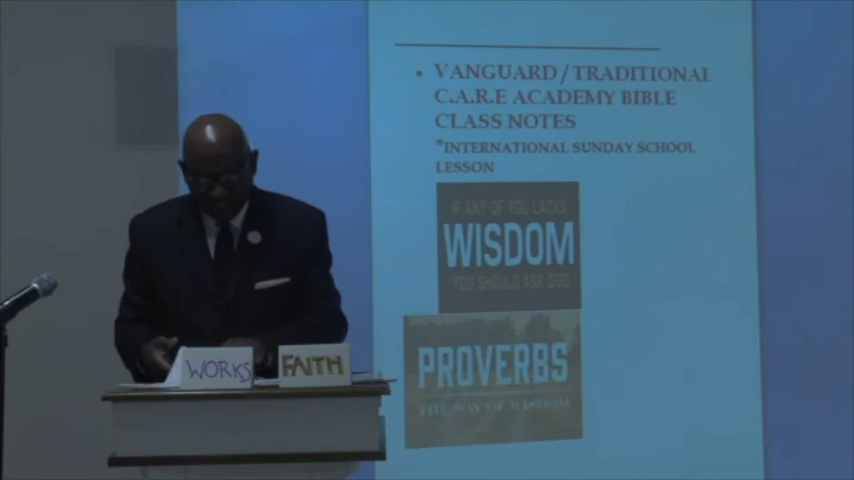 • VANGUARD / TRADITIONAL
C.A.R.E ACADEMY BIBLE
CLASS NOTES
*INTERNATIONAL SUNDAY SCHOOL
LESSON
IF ANY OF YOU LACKS
WISDOM
YOU SHOULD ASK GOD
PROVERBS
THE WAY OF WISDOM
WORKS
FAITH